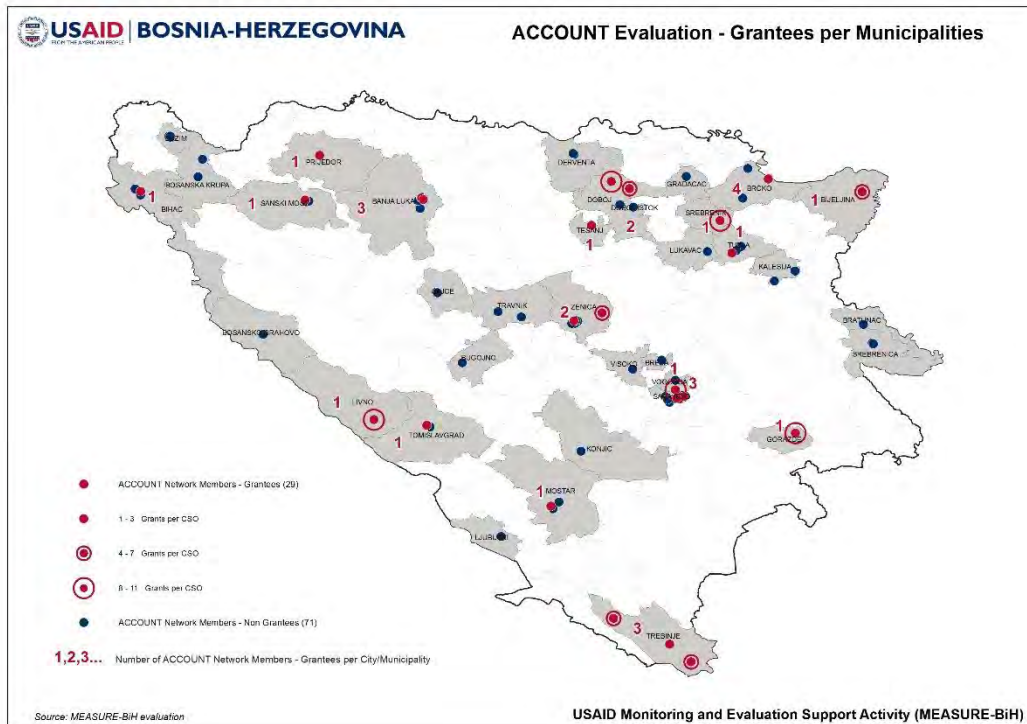 USAID
FROM THE AMERICAN PEOPLE
BOSNIA-HERZEGOVINA
ACCOUNT Evaluation - Grantees per Municipalities
BOSANSKA KRUPA
1
BIHAC
1
PRIJEDOR
1
SANSKI MOST
3
BANJA LUKA
DERVENTA
DOBOJ
2
TESANJ
1
GRADACAC
4
BRCKO
1
BIJELJINA
SREBRENIK
1
1
TUZLA
LUKAVAC
KALESIJA
JAJCE
TRAVNIK
2
ZENICA
BUGOJNO
BRATUNAC
SREBRENICA
VISOKO
BREZA
1
VOGOSCA
3
BOSANSKO GRAHOVO
1
LIVNO
1
TOMISLAVGRAD
1
GORAZDE
KONJIC
1
MOSTAR
LJUBUSKI
3
TREBINJE
ACCOUNT Network Members - Grantees (29)
1 - 3 Grants per CSO
4 - 7 Grants per CSO
8 - 11 Grants per CSO
ACCOUNT Network Members - Non Grantees (71)
1,2,3... Number of ACCOUNT Network Members - Grantees per City/Municipality
Source: MEASURE-BiH evaluation
USAID Monitoring and Evaluation Support Activity (MEASURE-BiH)